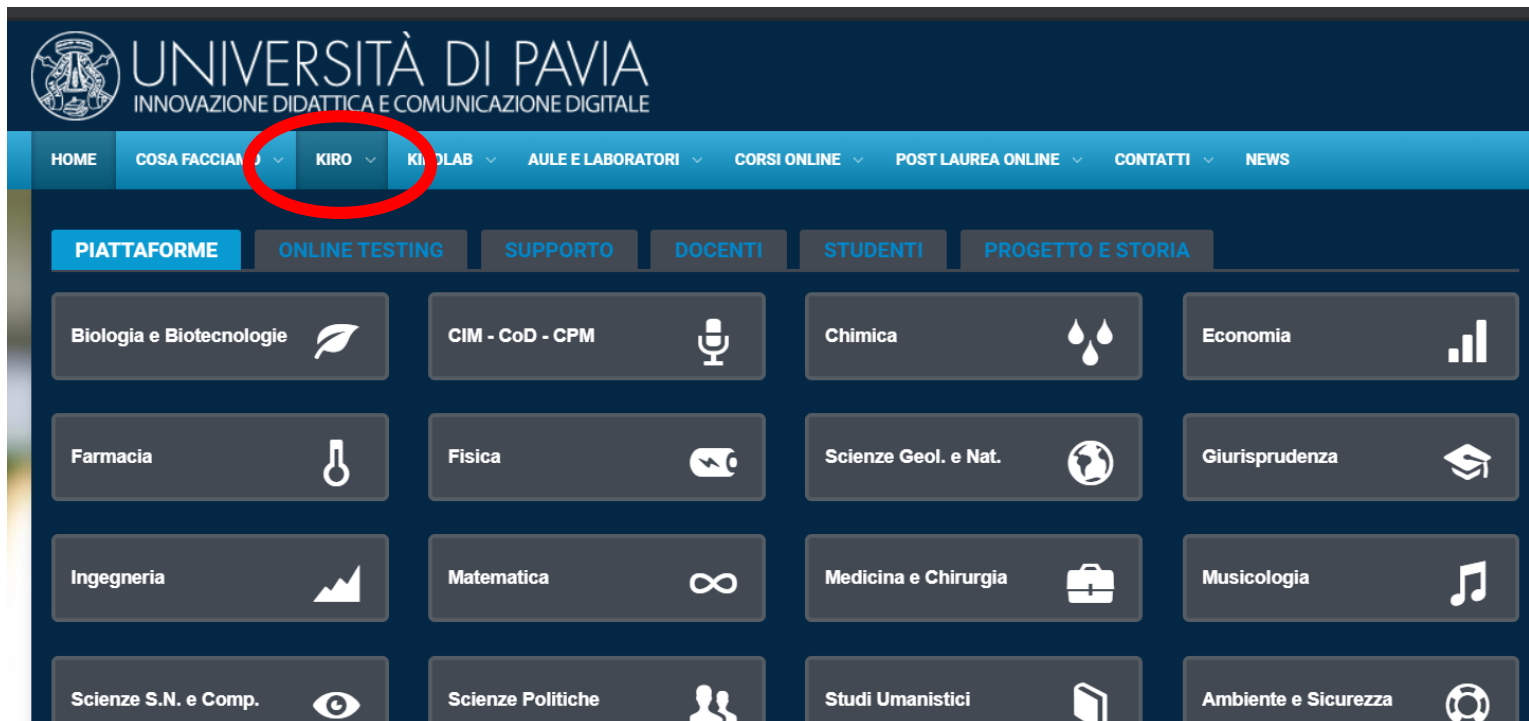 UNIVERSITÀ DI PAVIA
INNOVAZIONE DIDATTICA E COMUNICAZIONE DIGITALE
HOME COSA FACCIAMO KIRO KIROLAB AULE E LABORATORI CORSI ONLINE POST LAUREA ONLINE CONTATTI NEWS
PIATTAFORME ONLINE TESTING SUPPORTO DOCENTI STUDENTI PROGETTO E STORIA
Biologia e Biotecnologie CIM - CoD - CPM Chimica Economia
Farmacia Fisica Scienze Geol. e Nat. Giurisprudenza
Ingegneria Matematica Medicina e Chirurgia Musicologia
Scienze S.N. e Comp. Scienze Politiche Studi Umanistici Ambiente e Sicurezza